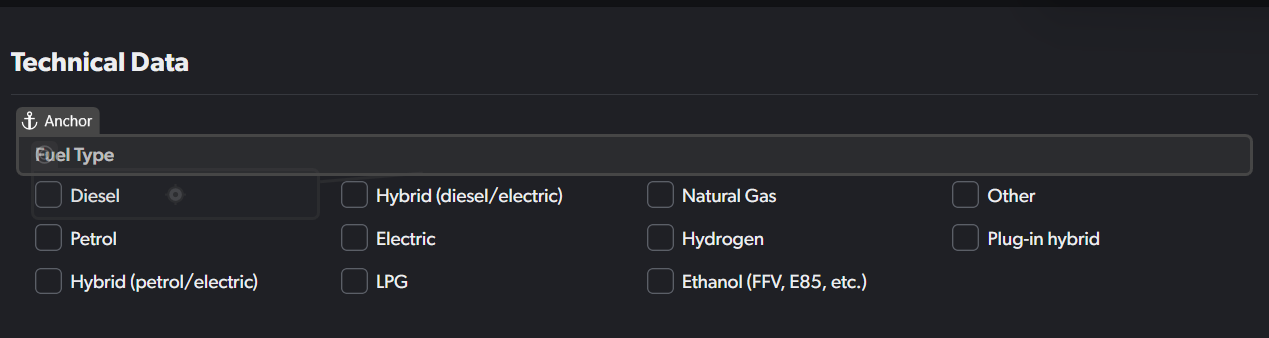 Technical Data
Anchor
Fuel Type
Diesel
Hybrid (diesel/electric)
Natural Gas
Other
Petrol
Electric
Hydrogen
Plug-in hybrid
Hybrid (petrol/electric)
LPG
Ethanol (FFV, E85, etc.)